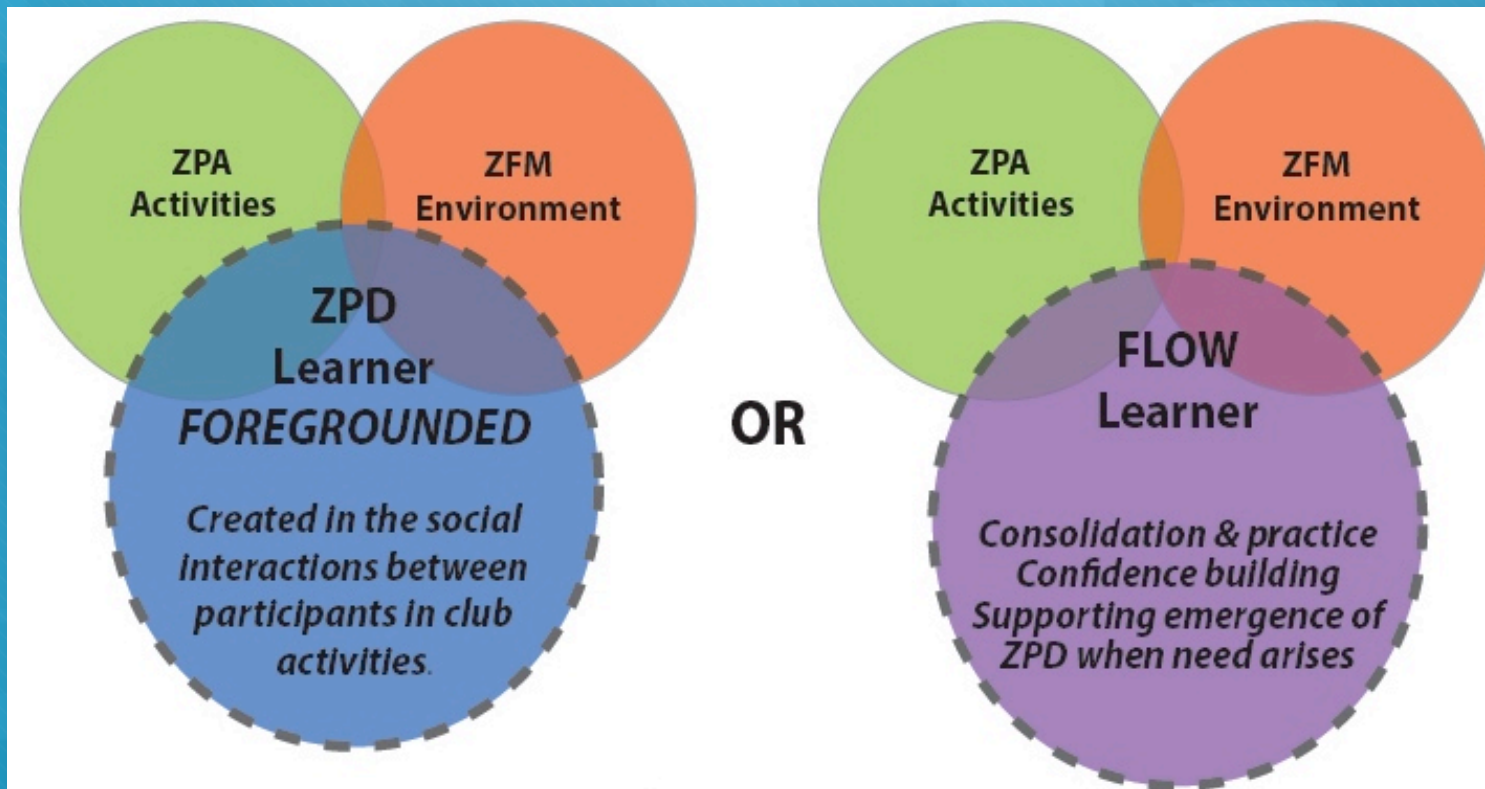 ZPA
Activities
ZFM
Environment
ZPD
Learner
FOREGROUNDED
Created in the social
interactions between
participants in club
activities.
OR
ZPA
Activities
ZFM
Environment
FLOW
Learner
Consolidation & practice
Confidence building
Supporting emergence of
ZPD when need arises